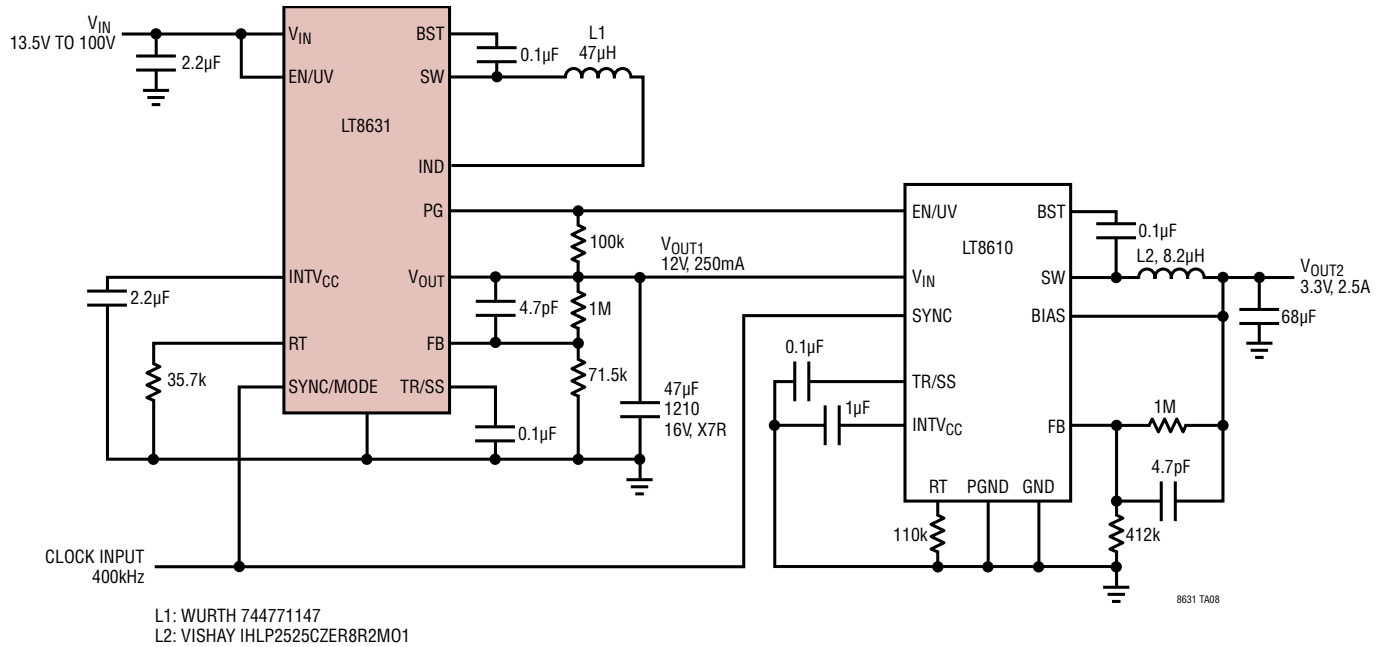 VIN
13.5V TO 100V
2.2µF
VIN
EN/UV
LT8631
BST
SW
IND
PG
0.1µF
L1
47µH
100k
VOUT1
12V, 250mA
INTVCC
2.2µF
VOUT
4.7pF
1M
RT
FB
35.7k
SYNC/MODE
TR/SS
71.5k
0.1µF
47µF
1210
16V, X7R
EN/UV
BST
LT8610
0.1µF
L2, 8.2µH
VIN
SW
VOUT2
3.3V, 2.5A
SYNC
BIAS
68µF
0.1µF
TR/SS
1µF
INTVCC
FB
1M
4.7pF
RT
PGND
GND
110k
412k
CLOCK INPUT
400kHz
8631 TA08
L1: WURTH 744771147
L2: VISHAY IHLP2525CZER8R2MO1